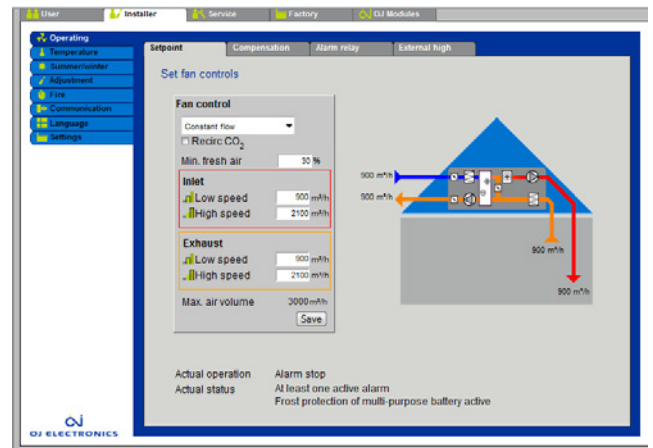 User Installer Service Factory OJ Modules
Operating
Temperature
Summer/winter
Adjustment
Fire
Communication
Language
Settings
Setpoint Compensation Alarm relay External high
Set fan controls
Fan control
Constant flow
Recirc CO2
Min. fresh air 30 %
Inlet
Low speed 900 m³/h
High speed 2100 m³/h
Exhaust
Low speed 900 m³/h
High speed 2100 m³/h
Max. air volume 3000 m³/h
Save
900 m³/h
900 m³/h
900 m³/h
900 m³/h
Actual operation Alarm stop
Actual status At least one active alarm
Frost protection of multi-purpose battery active
OJ
OJ ELECTRONICS